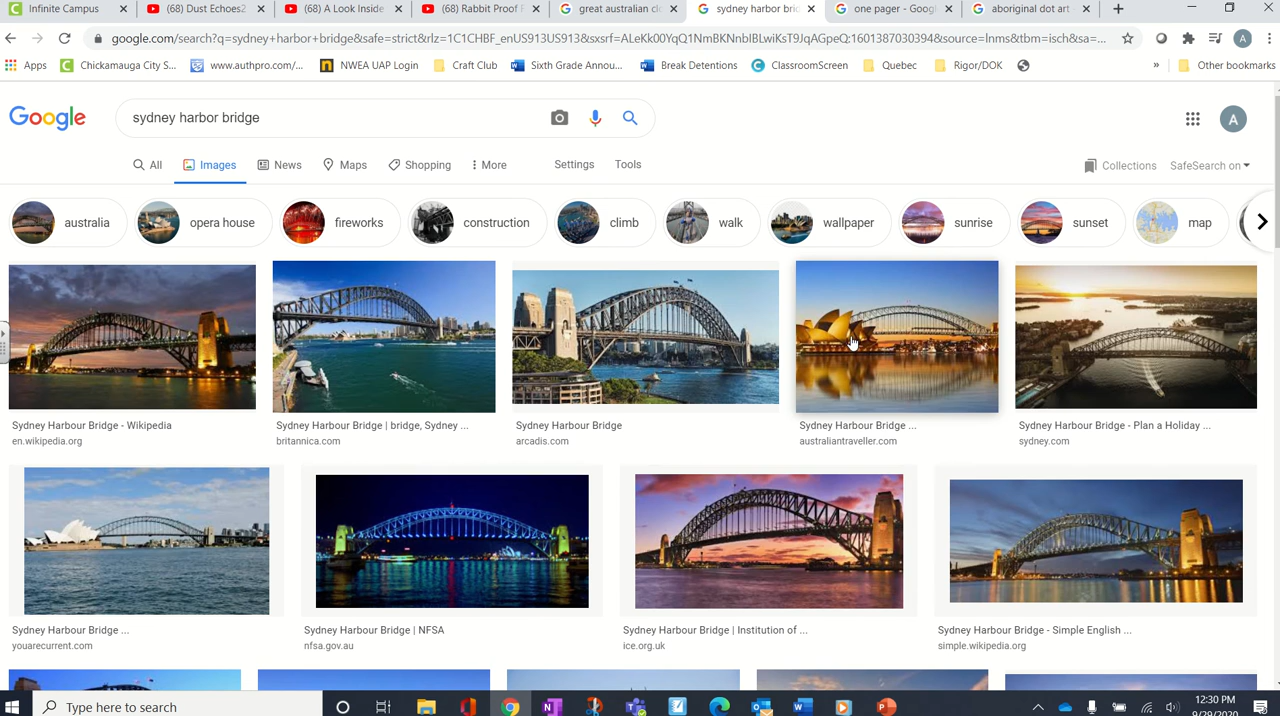 Infinite Campus
(68) Dust Echoes2
(68) A Look Inside
(68) Rabbit Proof F
great australian cl
sydney harbor bri
one pager - Goog
aboriginal dot art
google.com/search?q=sydney+harbor+bridge&safe=strict&rlz=1C1CHBF_enUS913US913&sxsrf=ALeKk00YqQ1NmBKNnbIBLwiKsT9JqAGpeQ:1601387030394&source=lnms&tbm=isch&sa=...
A
Apps
Chickamauga City S...
www.authpro.com/...
NWEA UAP Login
Craft Club
Sixth Grade Annou...
Break Detentions
ClassroomScreen
Quebec
Rigor/DOK
»
Other bookmarks
Google
sydney harbor bridge
A
All
Images
News
Maps
Shopping
More
Settings
Tools
Collections
SafeSearch on
australia
opera house
fireworks
construction
climb
walk
wallpaper
sunrise
sunset
map
Sydney Harbour Bridge - Wikipedia
en.wikipedia.org
Sydney Harbour Bridge | bridge, Sydney ...
britannica.com
Sydney Harbour Bridge
arcadis.com
Sydney Harbour Bridge ...
australiantraveller.com
Sydney Harbour Bridge - Plan a Holiday ...
sydney.com
Sydney Harbour Bridge ...
youarecurrent.com
Sydney Harbour Bridge | NFSA
nfsa.gov.au
Sydney Harbour Bridge | Institution of ...
ice.org.uk
Sydney Harbour Bridge - Simple English ...
simple.wikipedia.org
Type here to search
12:30 PM
9/29/2020